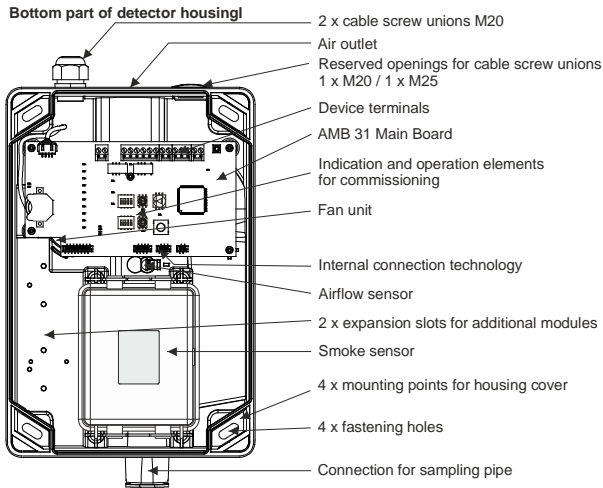 Bottom part of detector housingl
2 x cable screw unions M20
Air outlet
Reserved openings for cable screw unions
1 x M20 / 1 x M25
Device terminals
AMB 31 Main Board
Indication and operation elements
for commissioning
Fan unit
Internal connection technology
Airflow sensor
2 x expansion slots for additional modules
Smoke sensor
4 x mounting points for housing cover
4 x fastening holes
Connection for sampling pipe